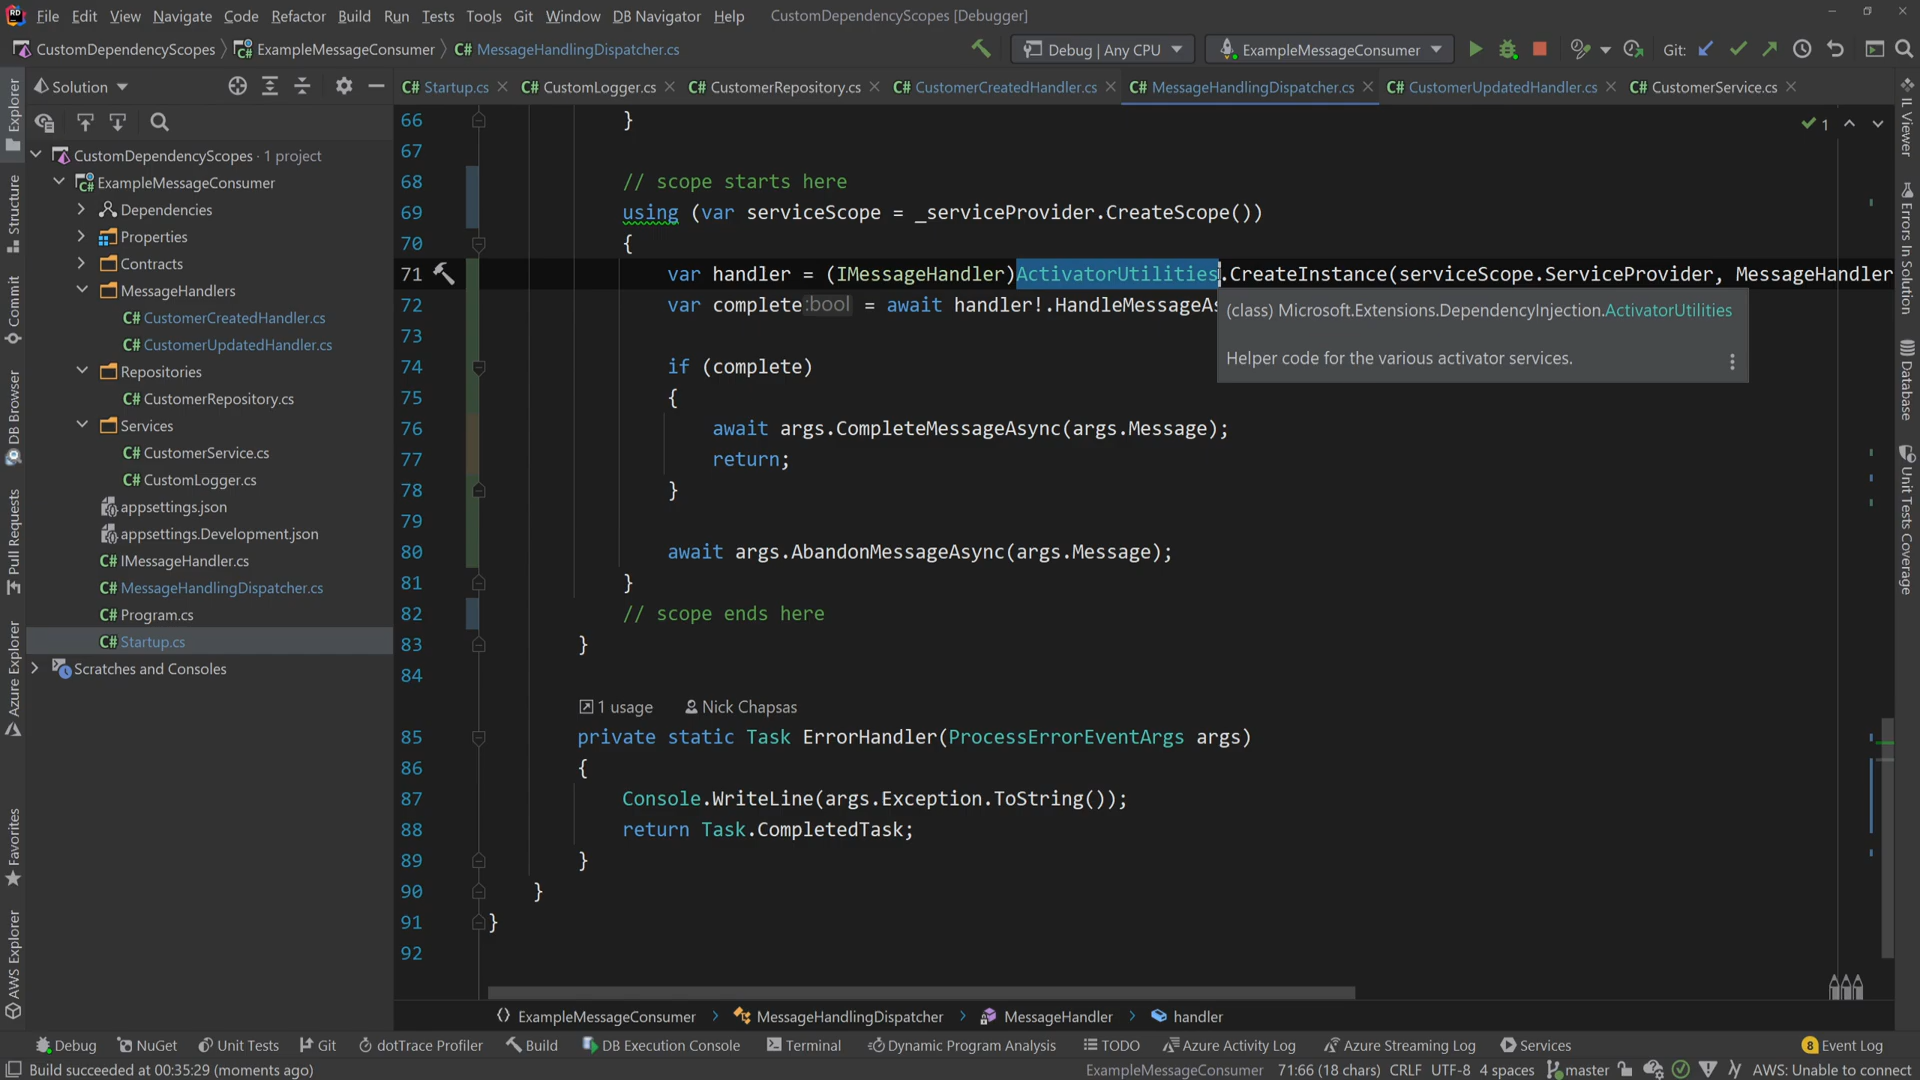 File Edit View Navigate Code Refactor Build Run Tests Tools Git Window DB Navigator Help CustomDependencyScopes [Debugger]
CustomDependencyScopes ExampleMessageConsumer C# MessageHandlingDispatcher.cs Debug | Any CPU ExampleMessageConsumer Git:
Solution
C# Startup.cs C# CustomLogger.cs C# CustomerRepository.cs C# CustomerCreatedHandler.cs C# MessageHandlingDispatcher.cs C# CustomerUpdatedHandler.cs C# CustomerService.cs
CustomDependencyScopes · 1 project
ExampleMessageConsumer
Dependencies
Properties
Contracts
MessageHandlers
C# CustomerCreatedHandler.cs
C# CustomerUpdatedHandler.cs
Repositories
C# CustomerRepository.cs
Services
C# CustomerService.cs
C# CustomLogger.cs
appsettings.json
appsettings.Development.json
C# IMessageHandler.cs
C# MessageHandlingDispatcher.cs
C# Program.cs
C# Startup.cs
Scratches and Consoles
Explorer
Structure
Commit
DB Browser
Pull Requests
Azure Explorer
Favorites
AWS Explorer
66 }
1
67
68 // scope starts here
69 using (var serviceScope = _serviceProvider.CreateScope())
70 {
71 var handler = (IMessageHandler)ActivatorUtilities.CreateInstance(serviceScope.ServiceProvider, MessageHandler
72 var complete:bool = await handler!.HandleMessageAs
(class) Microsoft.Extensions.DependencyInjection.ActivatorUtilities
Helper code for the various activator services.
73
74 if (complete)
75 {
76 await args.CompleteMessageAsync(args.Message);
77 return;
78 }
79
80 await args.AbandonMessageAsync(args.Message);
81 }
82 // scope ends here
83 }
84
1 usage Nick Chapsas
85 private static Task ErrorHandler(ProcessErrorEventArgs args)
86 {
87 Console.WriteLine(args.Exception.ToString());
88 return Task.CompletedTask;
89 }
90 }
91 }
92
IL Viewer
Errors In Solution
Database
Unit Tests Coverage
ExampleMessageConsumer MessageHandlingDispatcher MessageHandler handler
Debug NuGet Unit Tests Git dotTrace Profiler Build DB Execution Console Terminal Dynamic Program Analysis TODO Azure Activity Log Azure Streaming Log Services 8 Event Log
Build succeeded at 00:35:29 (moments ago) ExampleMessageConsumer 71:66 (18 chars) CRLF UTF-8 4 spaces master AWS: Unable to connect